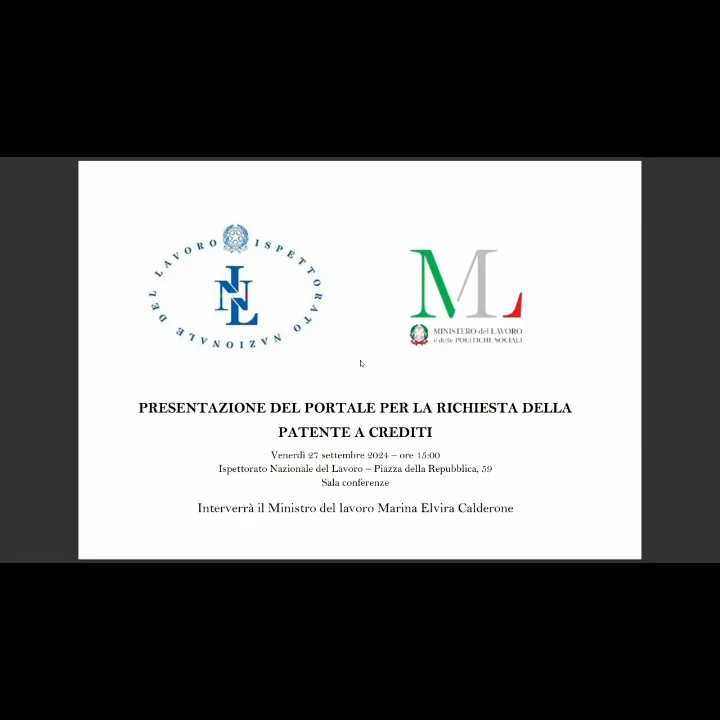 ISPETTORATO NAZIONALE DEL LAVORO
INL
ML
MINISTERO del LAVORO
e delle POLITICHE SOCIALI
PRESENTAZIONE DEL PORTALE PER LA RICHIESTA DELLA
PATENTE A CREDITI
Venerdì 27 settembre 2024 – ore 15:00
Ispettorato Nazionale del Lavoro – Piazza della Repubblica, 59
Sala conferenze
Interverrà il Ministro del lavoro Marina Elvira Calderone